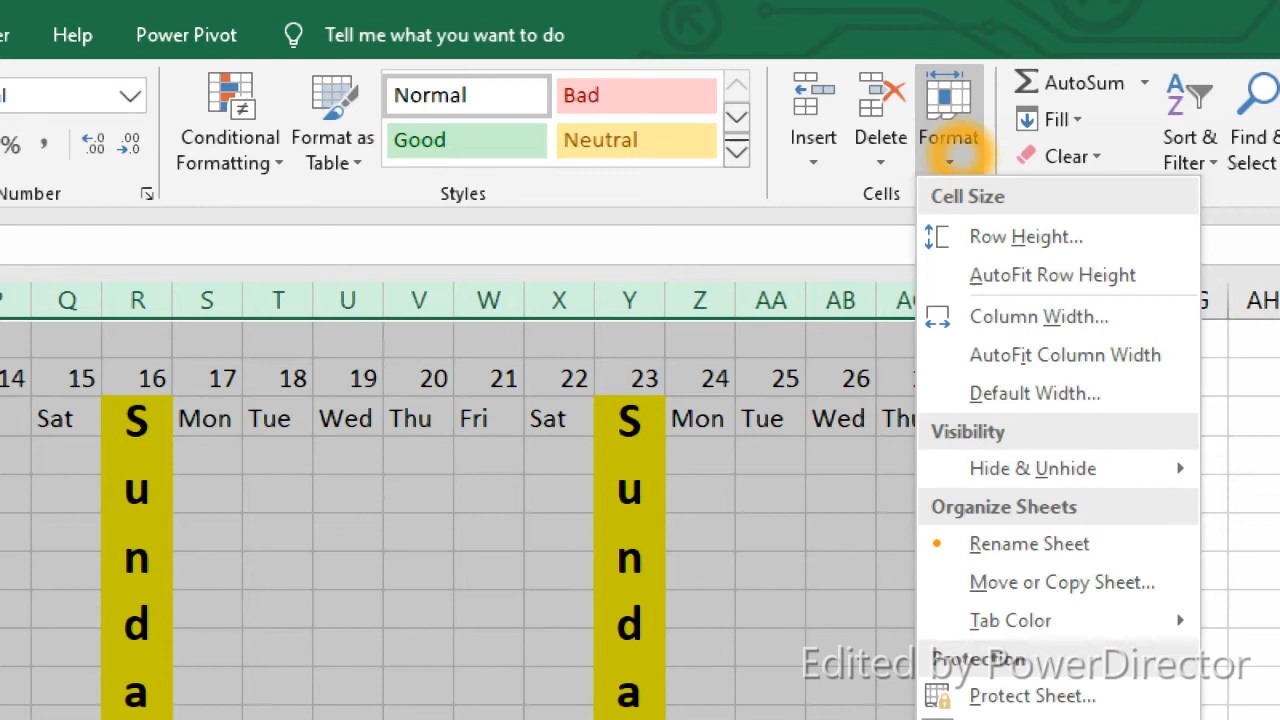 er Help Power Pivot Tell me what you want to do
Normal Bad
Good Neutral
Conditional Formatting
Format as Table
Insert Delete Format
AutoSum
Fill
Clear
Sort & Filter
Find & Select
% , .00 .00
Number Styles Cells
Cell Size
Row Height...
AutoFit Row Height
Column Width...
AutoFit Column Width
Default Width...
Visibility
Hide & Unhide
Organize Sheets
Rename Sheet
Move or Copy Sheet...
Tab Color
Protection
Protect Sheet...
Q R S T U V W X Y Z AA AB AH
14 15 16 17 18 19 20 21 22 23 24 25 26
Sat S Mon Tue Wed Thu Fri Sat S Mon Tue Wed Thu
u u
n n
d d
a a
Edited by PowerDirector